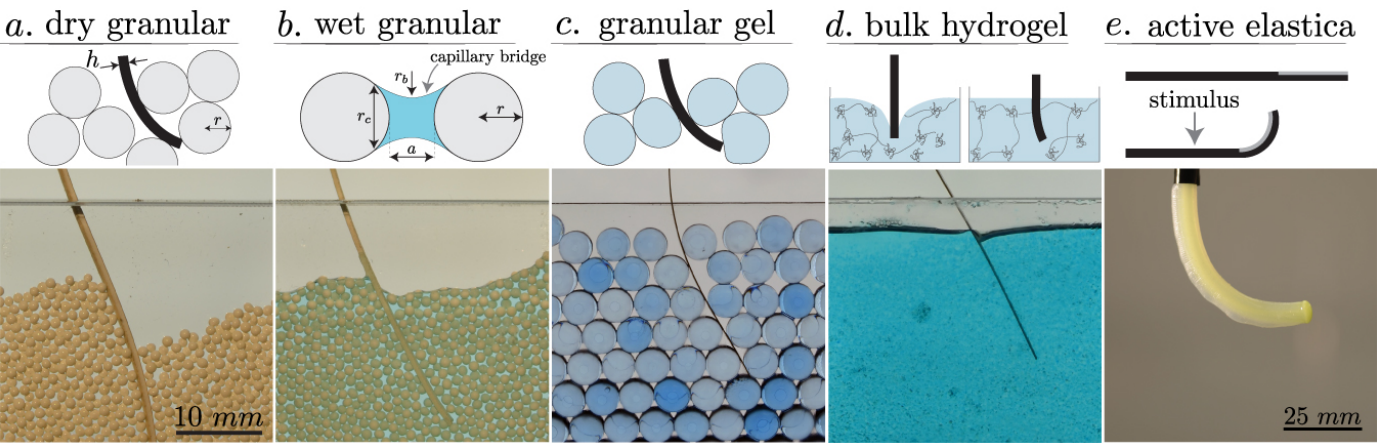 a. dry granular
h
r
b. wet granular
capillary bridge
r_b
r_c
r
a
c. granular gel
d. bulk hydrogel
e. active elastica
stimulus
10 mm
25 mm